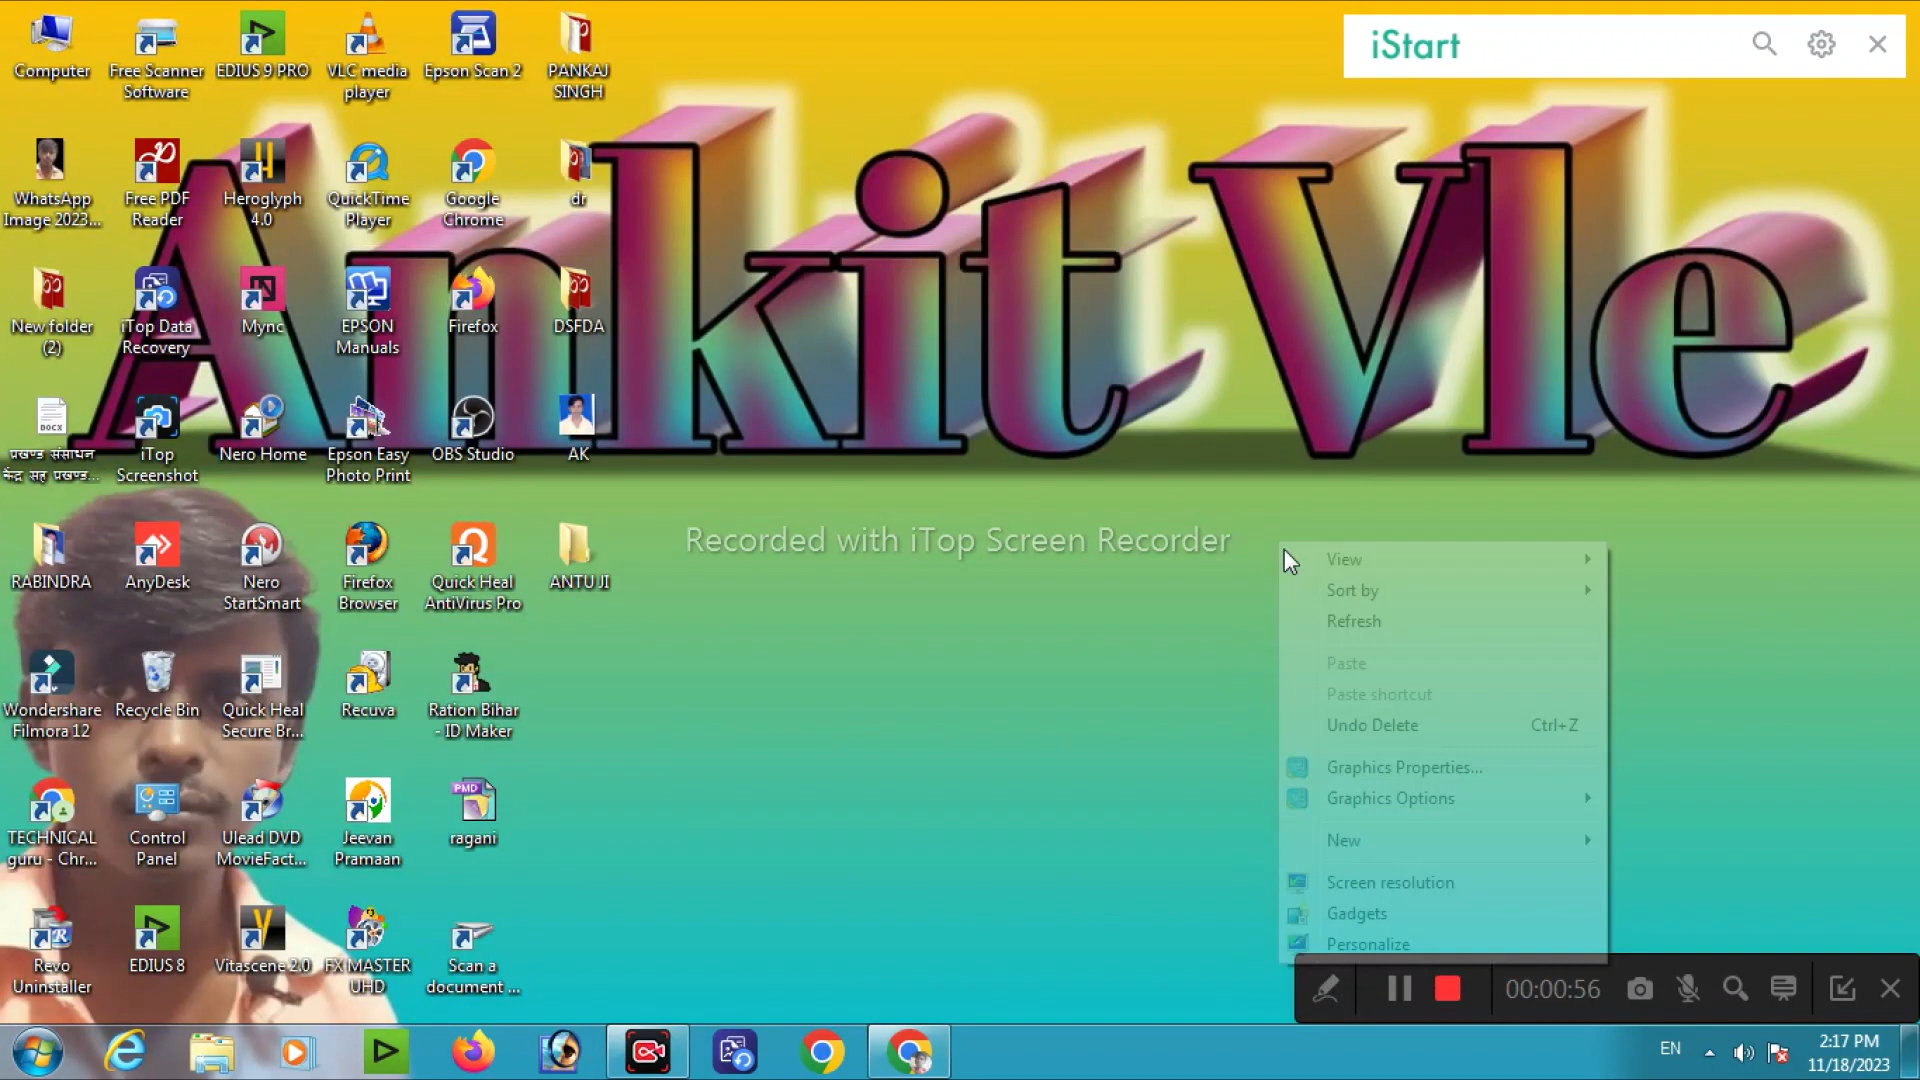 iStart
Computer
Free Scanner
Software
EDIUS 9 PRO
VLC media
player
Epson Scan 2
PANKAJ
SINGH
Ankit Vle
WhatsApp
Image 2023...
Free PDF
Reader
Heroglyph
4.0
QuickTime
Player
Google
Chrome
dr
New folder
(2)
iTop Data
Recovery
Mync
EPSON
Manuals
Firefox
DSFDA
DOCX
प्रखण्ड संसाधन
केंद्र सह प्रखण्ड...
iTop
Screenshot
Nero Home
Epson Easy
Photo Print
OBS Studio
AK
Recorded with iTop Screen Recorder
RABINDRA
AnyDesk
Nero
StartSmart
Firefox
Browser
Quick Heal
AntiVirus Pro
ANTU JI
Wondershare
Filmora 12
Recycle Bin
Quick Heal
Secure Br...
Recuva
Ration Bihar
- ID Maker
TECHNICAL
guru - Chr...
Control
Panel
Ulead DVD
MovieFact...
Jeevan
Pramaan
PMD
ragani
Revo
Uninstaller
EDIUS 8
Vitascene 2.0
FX MASTER
UHD
Scan a
document ...
View
Sort by
Refresh
Paste
Paste shortcut
Undo Delete Ctrl+Z
Graphics Properties...
Graphics Options
New
Screen resolution
Gadgets
Personalize
00:00:56
EN
2:17 PM
11/18/2023